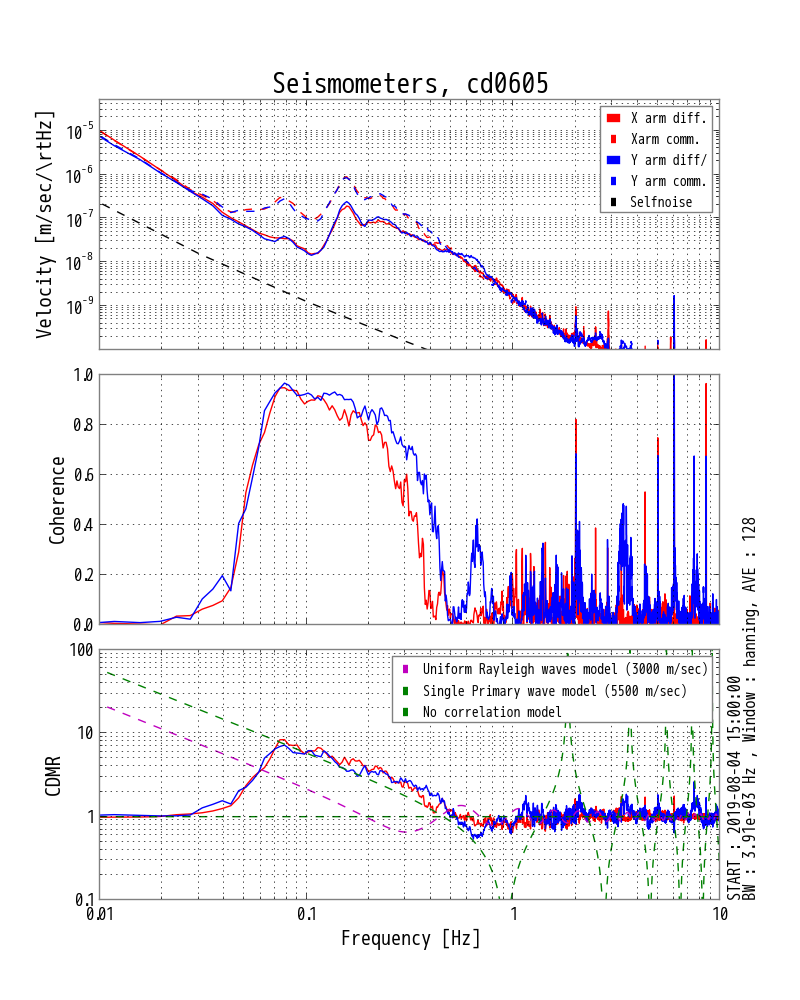 Seismometers, cd0605
Velocity [m/sec/\rtHz]
10^-5
10^-6
10^-7
10^-8
10^-9
X arm diff.
Xarm comm.
Y arm diff/
Y arm comm.
Selfnoise
Coherence
1.0
0.8
0.6
0.4
0.2
0.0
CDMR
100
10
1
0.1
Uniform Rayleigh waves model (3000 m/sec)
Single Primary wave model (5500 m/sec)
No correlation model
0.01
0.1
1
10
Frequency [Hz]
START : 2019-08-04 15:00:00
BW : 3.91e-03 Hz , Window : hanning, AVE : 128